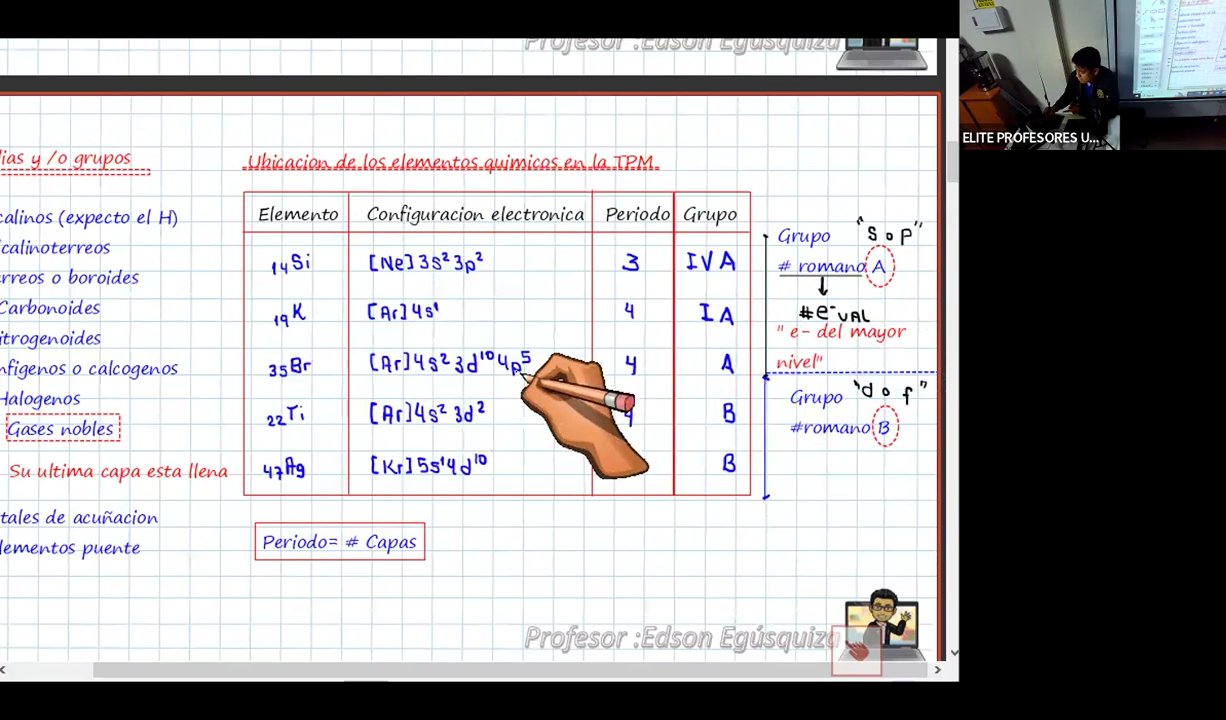 Profesor :Edson Egúsquiza
ELITE PROFESORES U...
lias y /o grupos
calinos (expecto el H)
calinoterreos
erreos o boroides
Carbonoides
itrogenoides
nfigenos o calcogenos
Halogenos
Gases nobles
Su ultima capa esta llena
tales de acuñacion
lementos puente
Ubicacion de los elementos quimicos en la TPM
Elemento Configuracion electronica Periodo Grupo
₁₄Si [Ne]3s²3p² 3 IVA
₁₉K [Ar]4s¹ 4 IA
₃₅Br [Ar]4s²3d¹⁰4p⁵ 4 A
₂₂Ti [Ar]4s²3d² 4 B
₄₇Ag [Kr]5s¹4d¹⁰ B
Periodo= # Capas
Grupo "s o p"
# romano A
#e⁻VAL
" e- del mayor
nivel"
Grupo "d o f"
#romano B
Profesor :Edson Egúsquiza